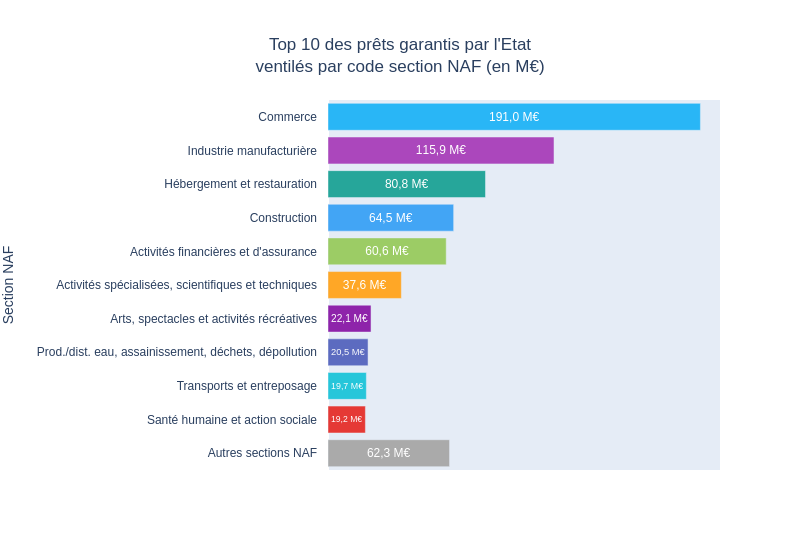 Top 10 des prêts garantis par l'Etat
ventilés par code section NAF (en M€)
Section NAF
Commerce 191,0 M€
Industrie manufacturière 115,9 M€
Hébergement et restauration 80,8 M€
Construction 64,5 M€
Activités financières et d'assurance 60,6 M€
Activités spécialisées, scientifiques et techniques 37,6 M€
Arts, spectacles et activités récréatives 22,1 M€
Prod./dist. eau, assainissement, déchets, dépollution 20,5 M€
Transports et entreposage 19,7 M€
Santé humaine et action sociale 19,2 M€
Autres sections NAF 62,3 M€